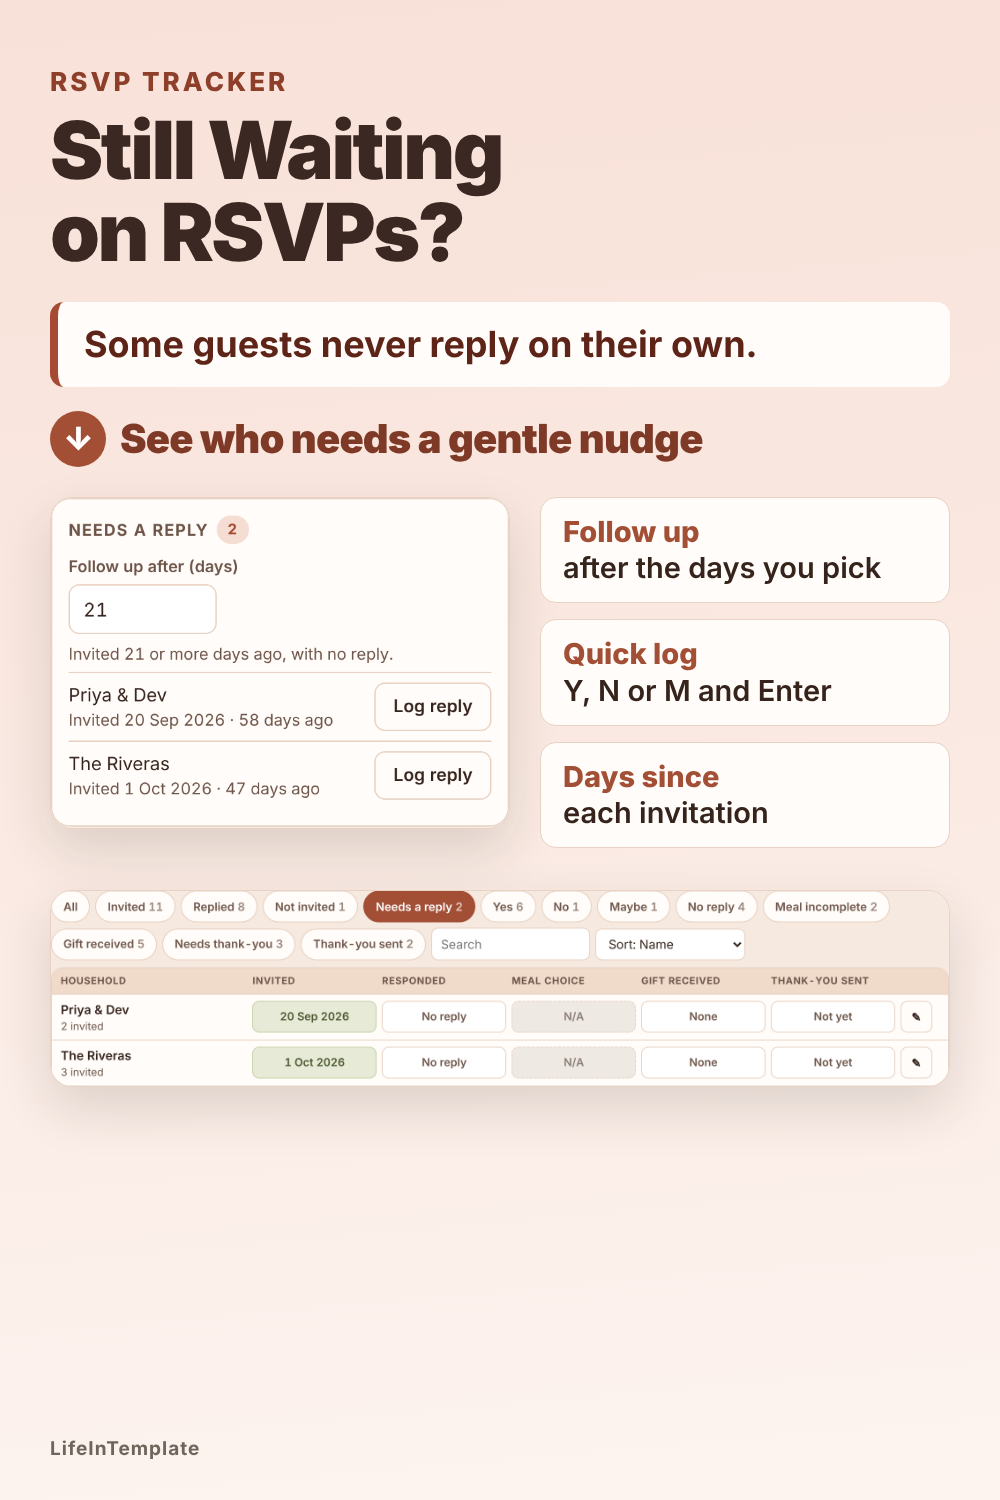 RSVP TRACKER
Still Waiting
on RSVPs?
Some guests never reply on their own.
See who needs a gentle nudge
NEEDS A REPLY 2
Follow up after (days)
21
Invited 21 or more days ago, with no reply.
Priya & Dev
Invited 20 Sep 2026 · 58 days ago
Log reply
The Riveras
Invited 1 Oct 2026 · 47 days ago
Log reply
Follow up
after the days you pick
Quick log
Y, N or M and Enter
Days since
each invitation
All Invited 11 Replied 8 Not invited 1 Needs a reply 2 Yes 6 No 1 Maybe 1 No reply 4 Meal incomplete 2
Gift received 5 Needs thank-you 3 Thank-you sent 2 Search Sort: Name
HOUSEHOLD INVITED RESPONDED MEAL CHOICE GIFT RECEIVED THANK-YOU SENT
Priya & Dev 20 Sep 2026 No reply N/A None Not yet
2 invited
The Riveras 1 Oct 2026 No reply N/A None Not yet
3 invited
LifeInTemplate